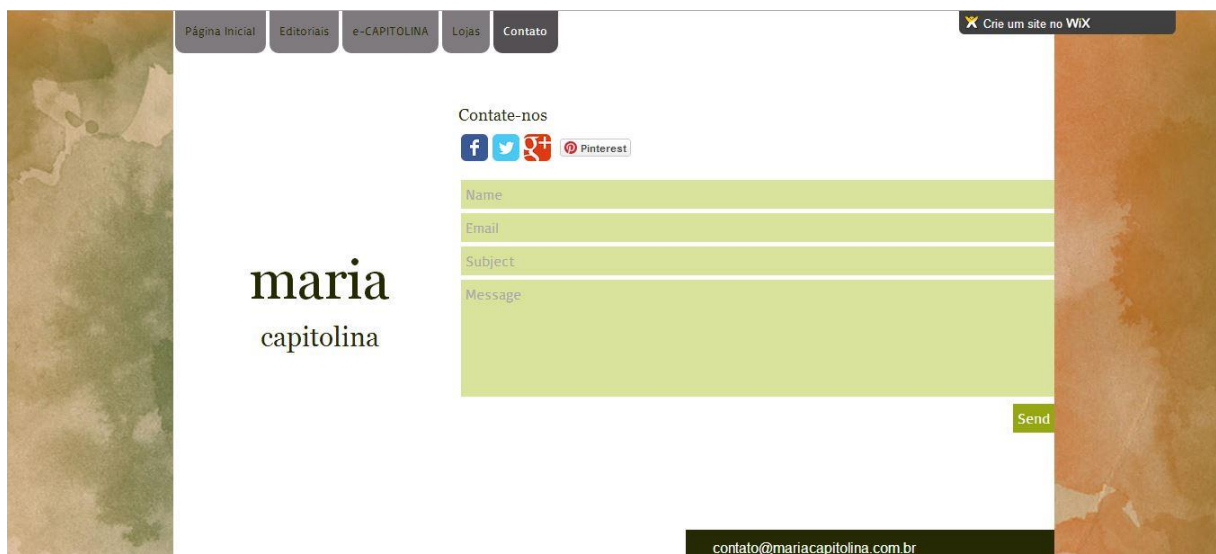 Página Inicial Editoriais e-CAPITOLINA Lojas Contato
Crie um site no WiX
Contate-nos
f g+ Pinterest
Name
Email
Subject
Message
maria
capitolina
Send
contato@mariacapitolina.com.br